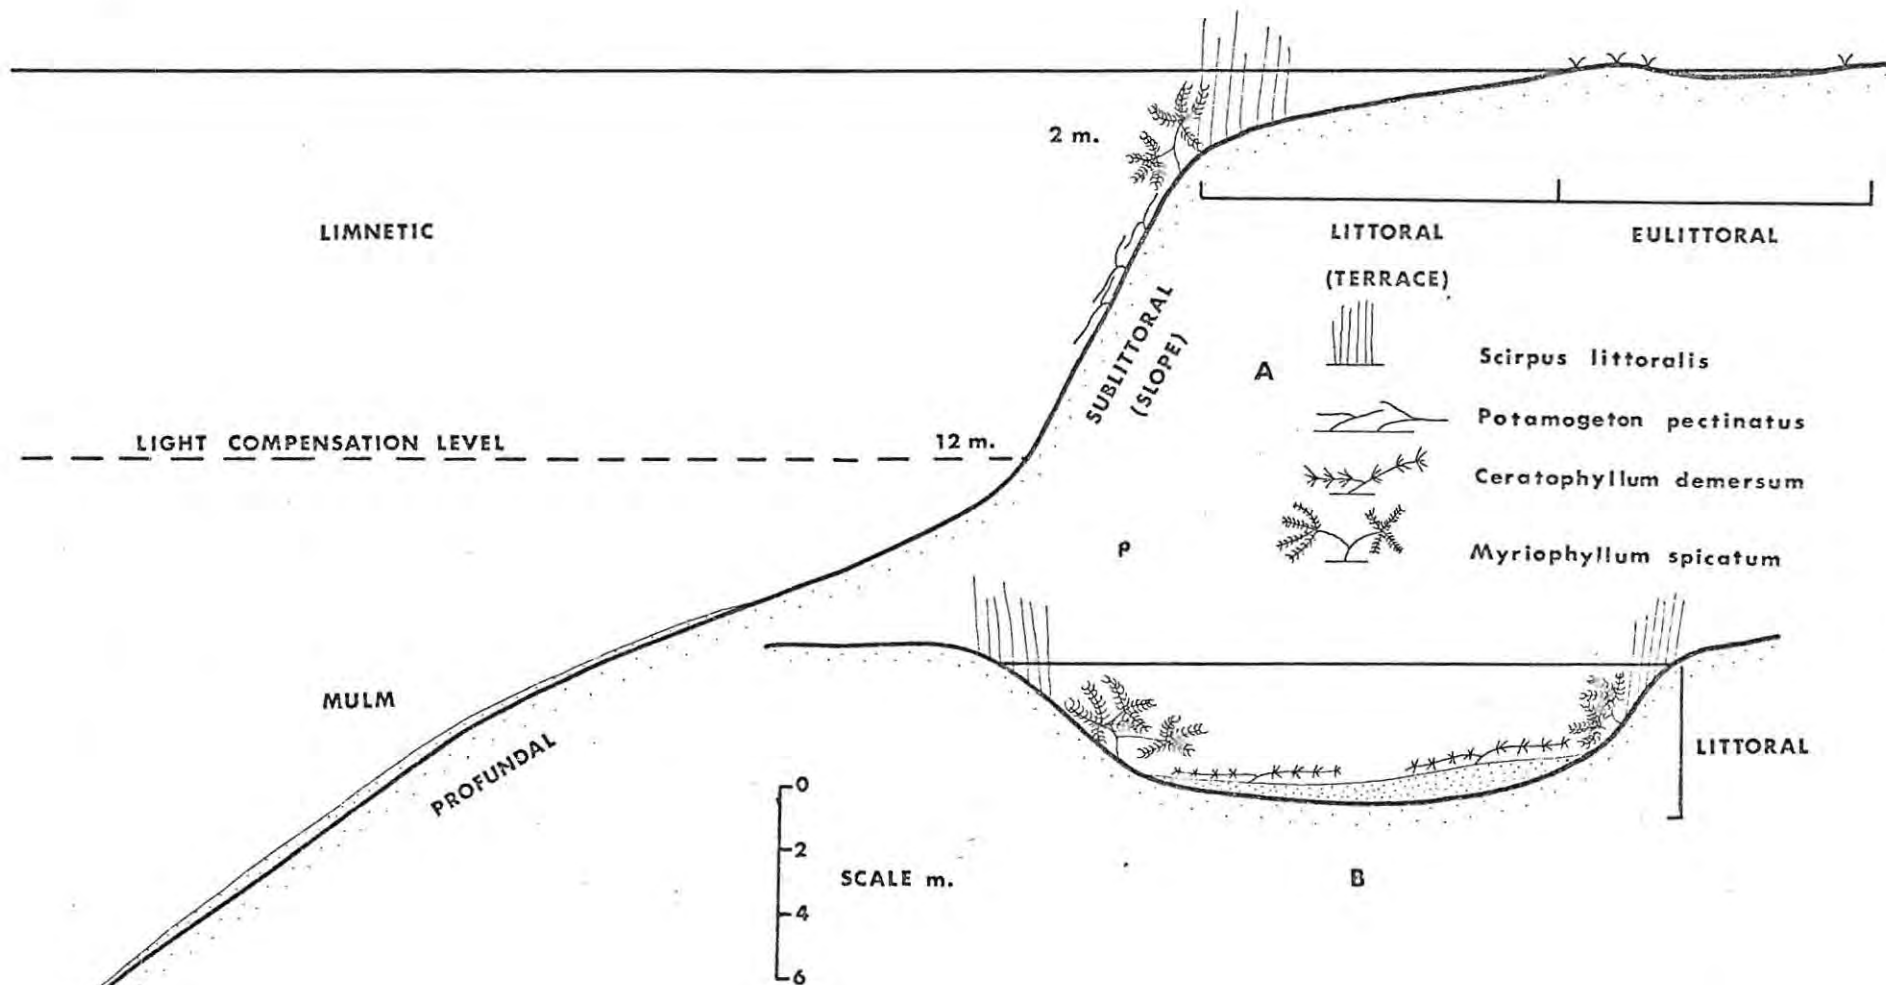 2 m.
LIMNETIC
LITTORAL
(TERRACE)
EULITTORAL
SUBLITTORAL
(SLOPE)
A
Scirpus littoralis
Potamogeton pectinatus
Ceratophyllum demersum
Myriophyllum spicatum
LIGHT COMPENSATION LEVEL
12 m.
P
MULM
PROFUNDAL
LITTORAL
0
2
4
6
SCALE m.
B